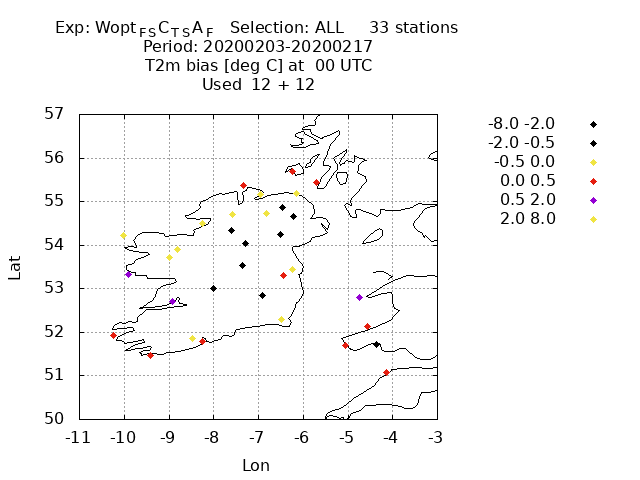 Exp: Wopt FS C TS A F Selection: ALL 33 stations
Period: 20200203-20200217
T2m bias [deg C] at 00 UTC
Used 12 + 12
57
56
55
54
53
52
51
50
-11 -10 -9 -8 -7 -6 -5 -4 -3
Lat
Lon
-8.0 -2.0
-2.0 -0.5
-0.5 0.0
0.0 0.5
0.5 2.0
2.0 8.0